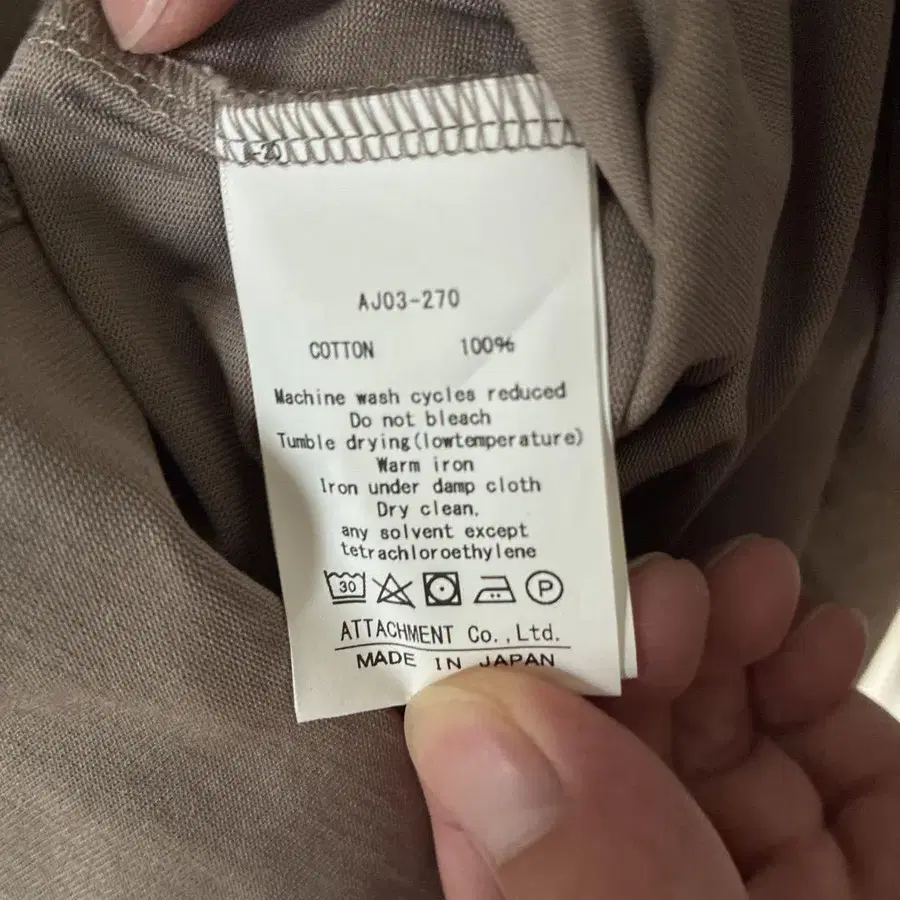 AJ03-270
COTTON 100%
Machine wash cycles reduced
Do not bleach
Tumble drying(lowtemperature)
Warm iron
Iron under damp cloth
Dry clean,
any solvent except
tetrachloroethylene
30 P
ATTACHMENT Co.,Ltd.
MADE IN JAPAN